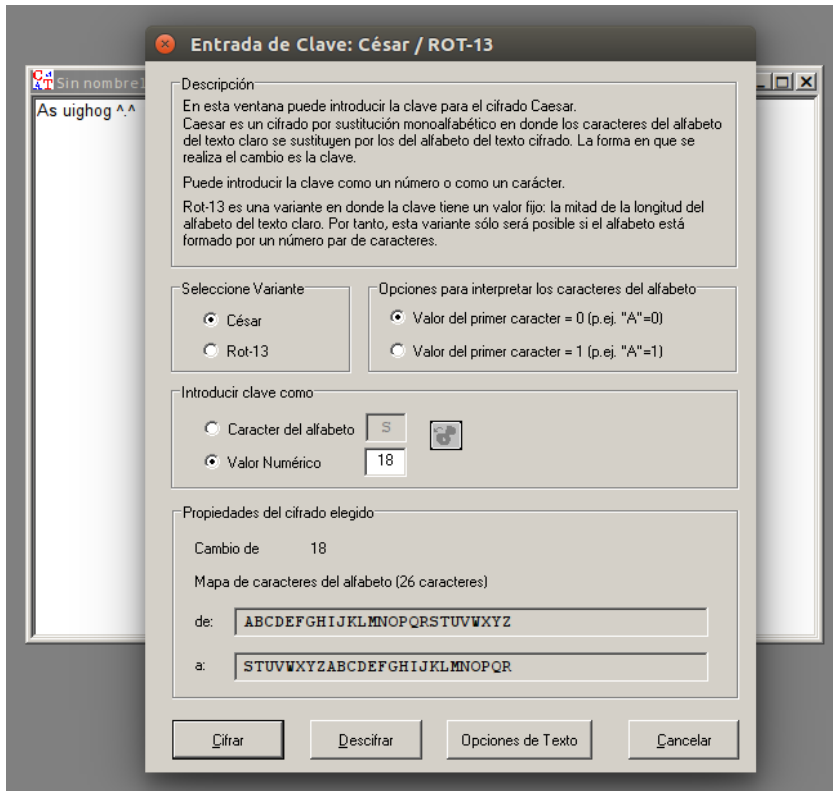 Entrada de Clave: César / ROT-13
Sin nombre1
As uighog ^.^
Descripción
En esta ventana puede introducir la clave para el cifrado Caesar.
Caesar es un cifrado por sustitución monoalfabético en donde los caracteres del alfabeto
del texto claro se sustituyen por los del alfabeto del texto cifrado. La forma en que se
realiza el cambio es la clave.
Puede introducir la clave como un número o como un carácter.
Rot-13 es una variante en donde la clave tiene un valor fijo: la mitad de la longitud del
alfabeto del texto claro. Por tanto, esta variante sólo será posible si el alfabeto está
formado por un número par de caracteres.
Seleccione Variante
César
Rot-13
Opciones para interpretar los caracteres del alfabeto
Valor del primer caracter = 0 (p.ej. "A"=0)
Valor del primer caracter = 1 (p.ej. "A"=1)
Introducir clave como
Caracter del alfabeto S
Valor Numérico 18
Propiedades del cifrado elegido
Cambio de 18
Mapa de caracteres del alfabeto (26 caracteres)
de: ABCDEFGHIJKLMNOPQRSTUVWXYZ
a: STUVWXYZABCDEFGHIJKLMNOPQR
Cifrar Descifrar Opciones de Texto Cancelar